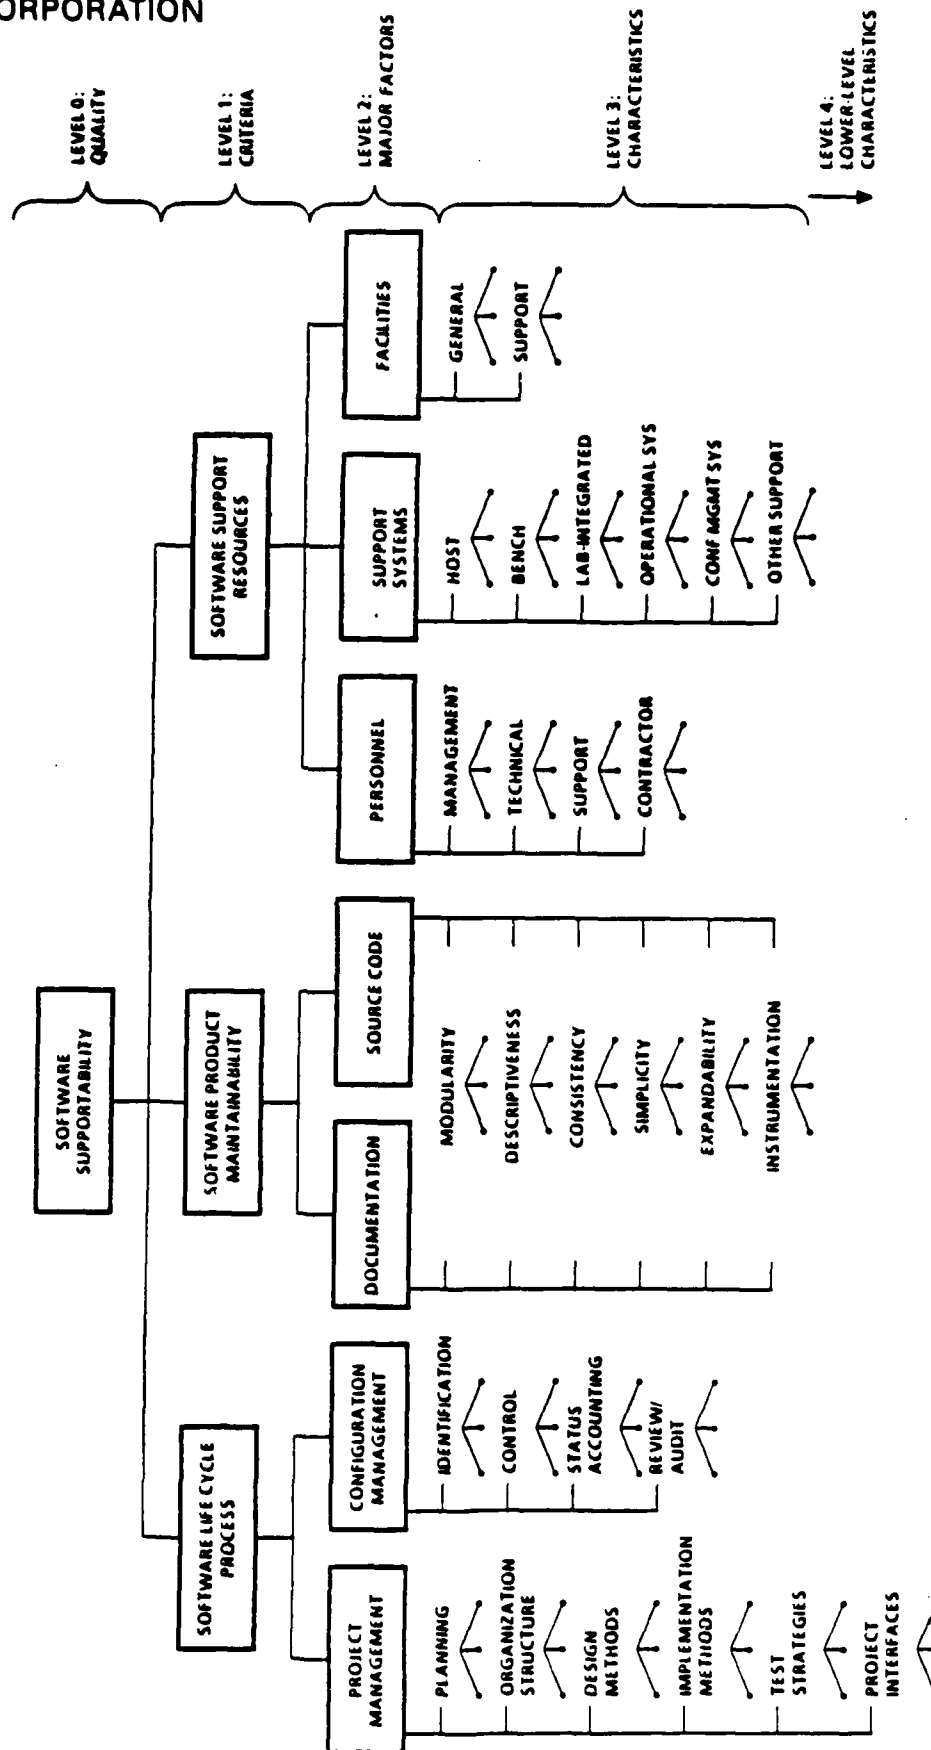 ORPORATION
LEVEL 0:
QUALITY
LEVEL 1:
CRITERIA
LEVEL 2:
MAJOR FACTORS
LEVEL 3:
CHARACTERISTICS
LEVEL 4:
LOWER-LEVEL
CHARACTERISTICS
SOFTWARE
SUPPORTABILITY
SOFTWARE LIFE CYCLE
PROCESS
SOFTWARE PRODUCT
MAINTAINABILITY
SOFTWARE SUPPORT
RESOURCES
PROJECT
MANAGEMENT
CONFIGURATION
MANAGEMENT
DOCUMENTATION
SOURCE CODE
PERSONNEL
SUPPORT
SYSTEMS
FACILITIES
PLANNING
ORGANIZATION
STRUCTURE
DESIGN
METHODS
IMPLEMENTATION
METHODS
TEST
STRATEGIES
PROJECT
INTERFACES
IDENTIFICATION
CONTROL
STATUS
ACCOUNTING
REVIEW/
AUDIT
MODULARITY
DESCRIPTIVENESS
CONSISTENCY
SIMPLICITY
EXPANDABILITY
INSTRUMENTATION
MANAGEMENT
TECHNICAL
SUPPORT
CONTRACTOR
HOST
BENCH
LAB-INTEGRATED
OPERATIONAL SYS
CONF MGMT SYS
OTHER SUPPORT
GENERAL
SUPPORT